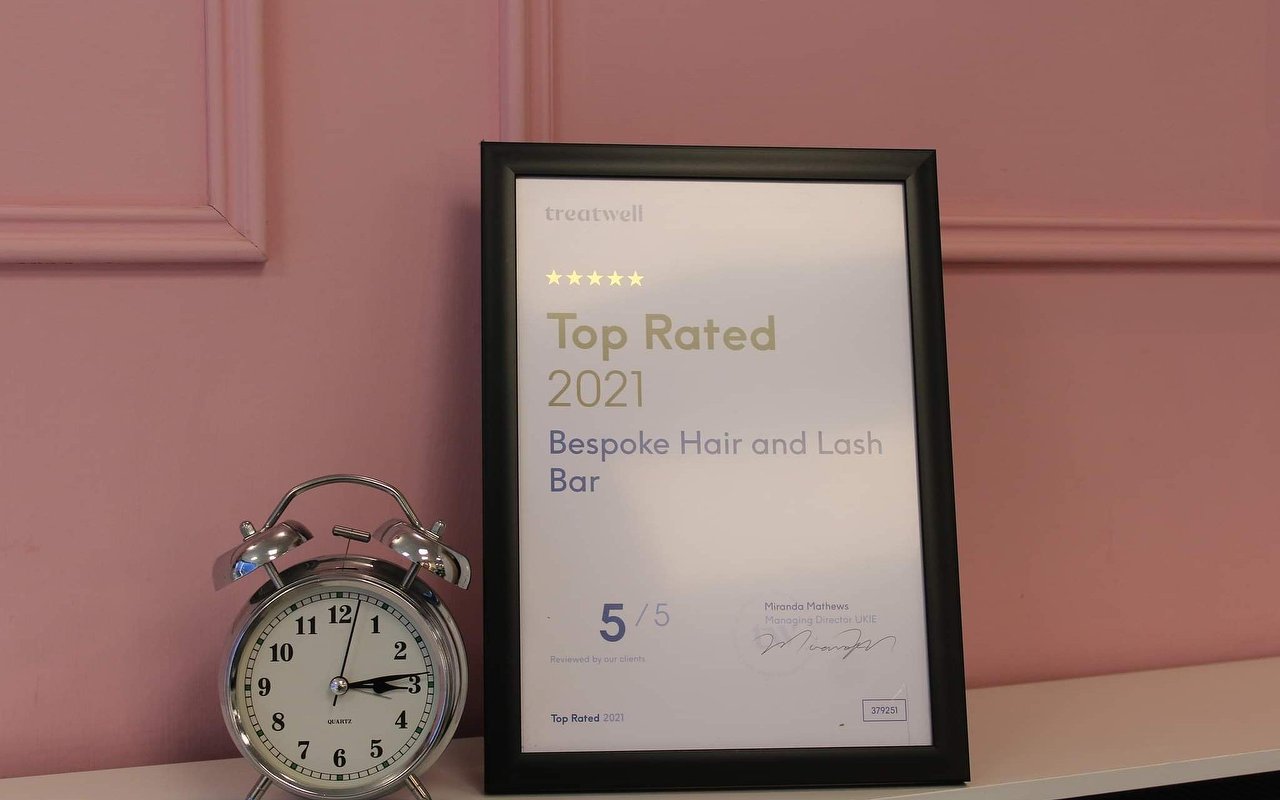 treatwell
Top Rated
2021
Bespoke Hair and Lash
Bar
5 / 5
Reviewed by our clients
Miranda Mathews
Managing Director UKIE
Top Rated 2021
379251
12
1
2
3
4
5
6
7
8
9
10
11
QUARTZ